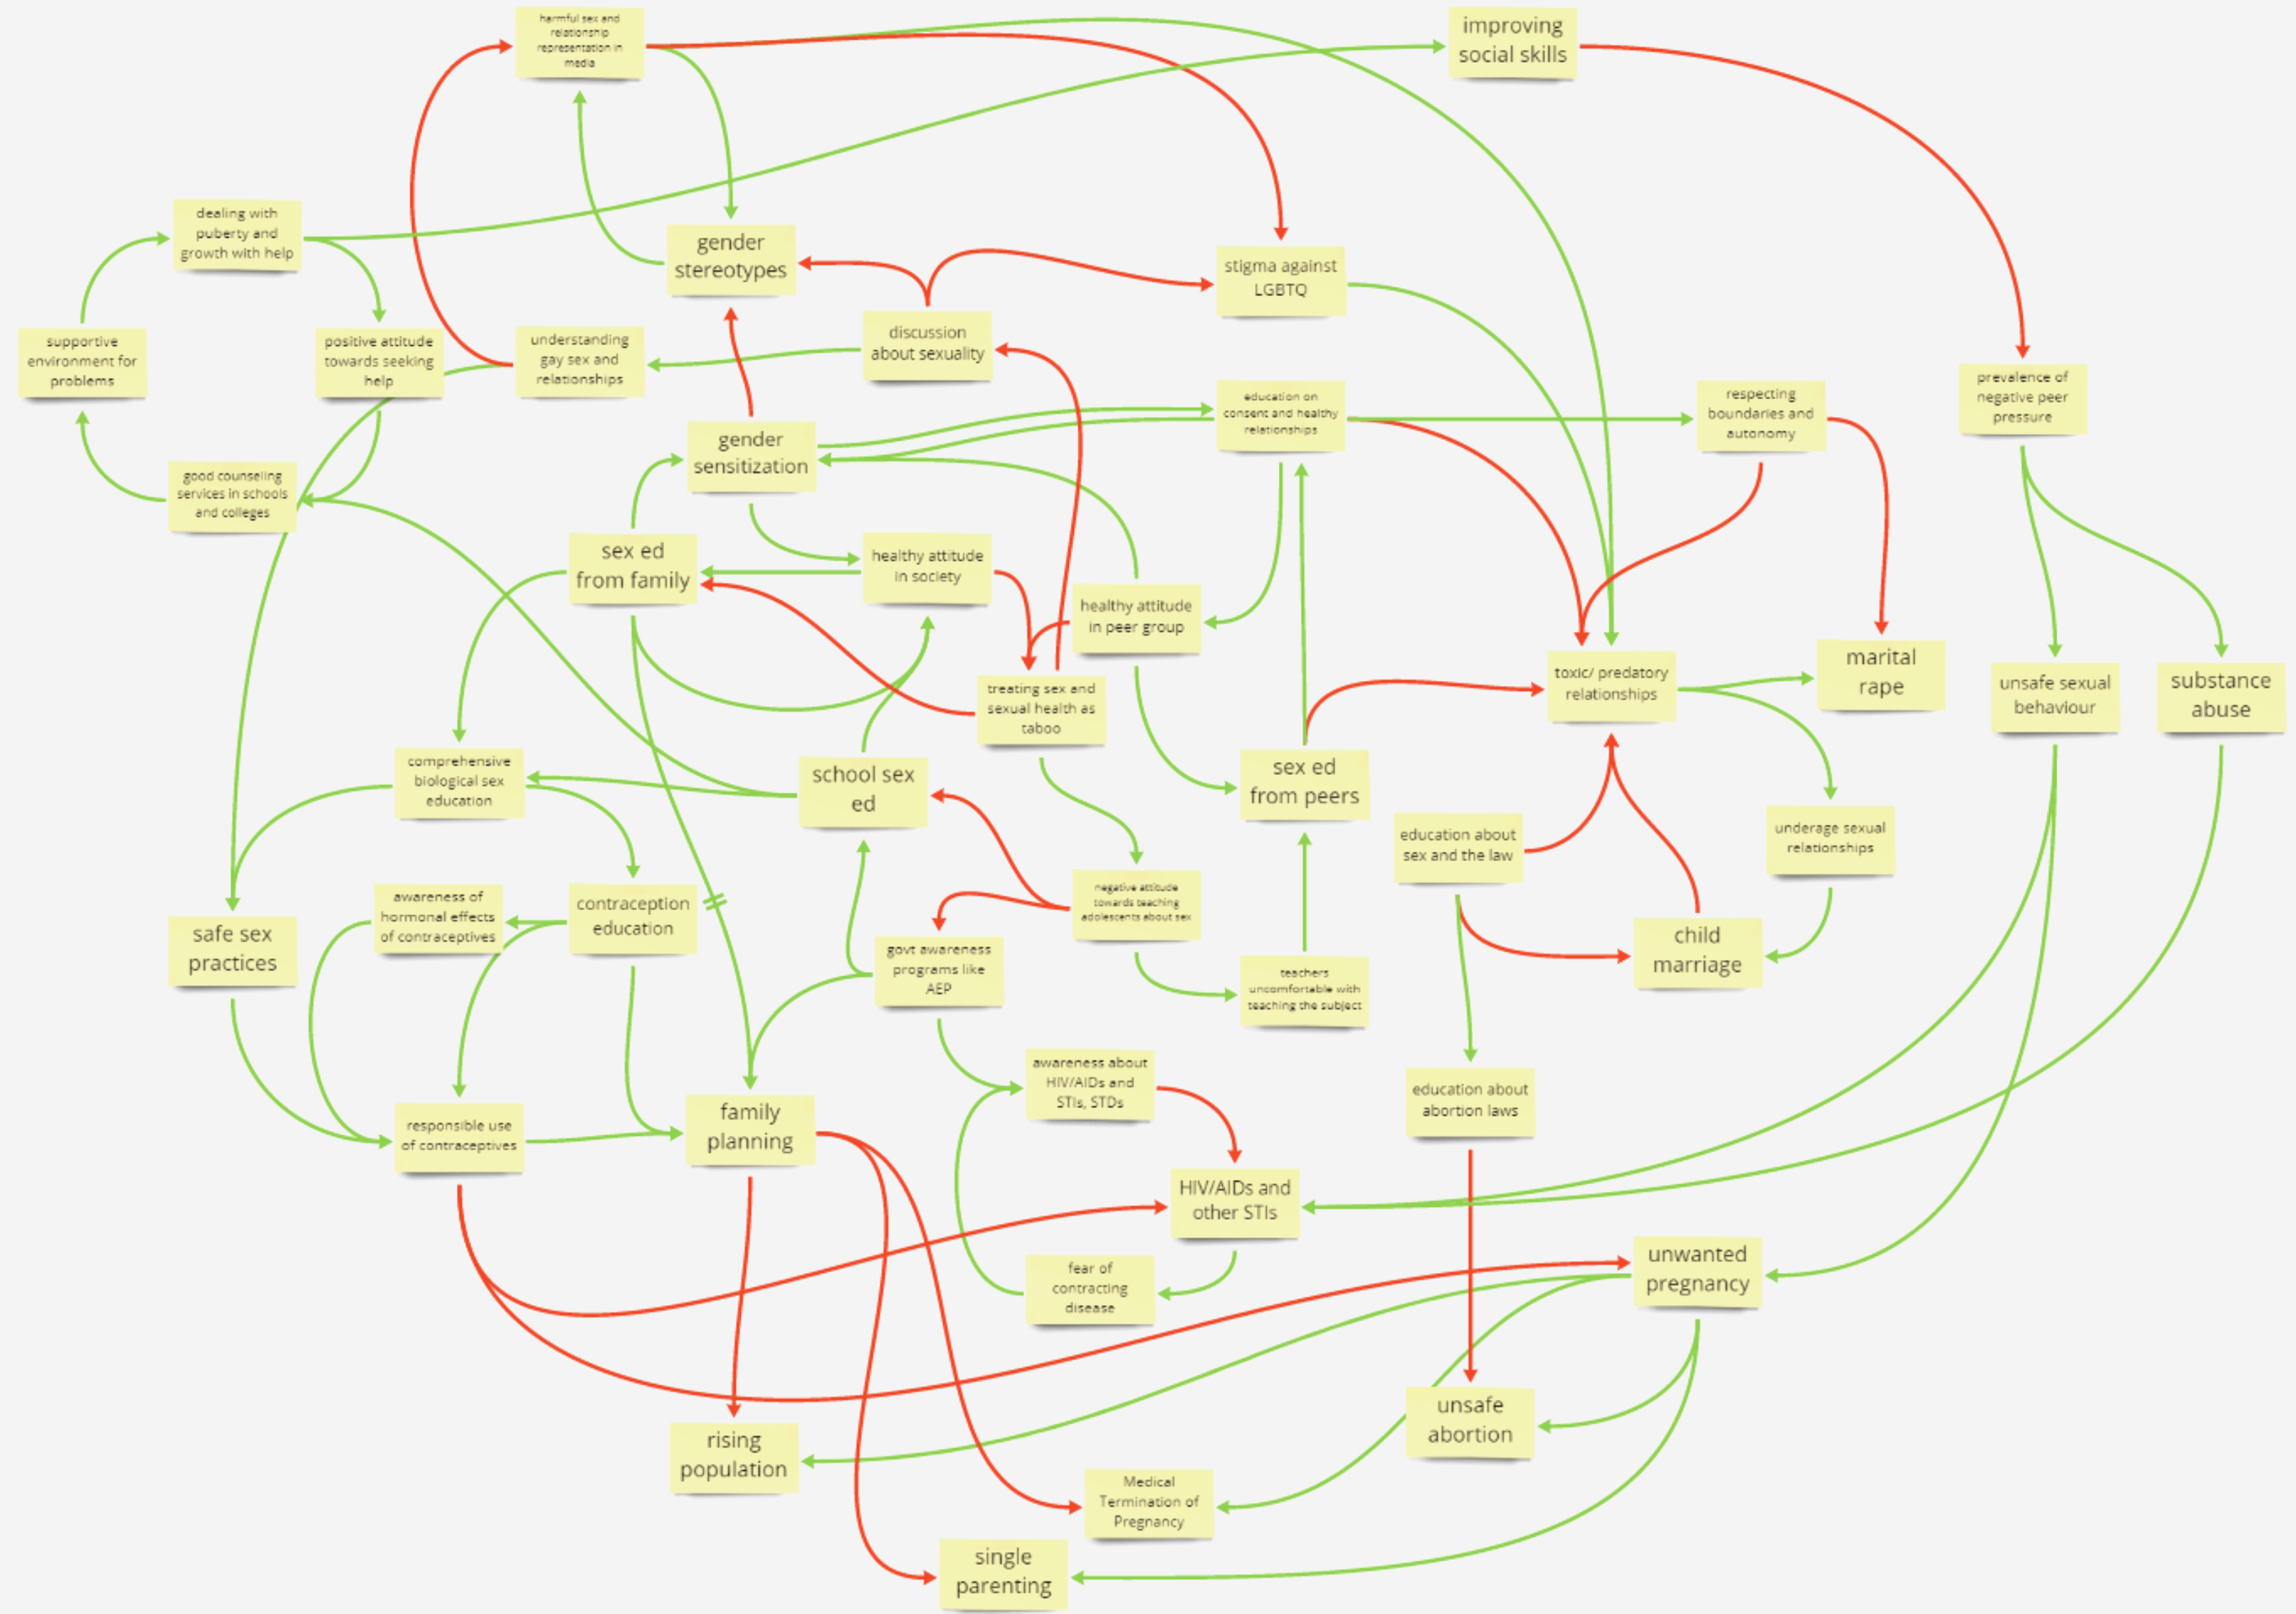 harmful sex and
relationship
representation in
media
improving
social skills
dealing with
puberty and
growth with help
gender
stereotypes
stigma against
LGBTQ
supportive
environment for
problems
positive attitude
towards seeking
help
understanding
gay sex and
relationships
discussion
about sexuality
education on
consent and healthy
relationships
respecting
boundaries and
autonomy
prevalence of
negative peer
pressure
gender
sensitization
good counseling
services in schools
and colleges
sex ed
from family
healthy attitude
in society
healthy attitude
in peer group
treating sex and
sexual health as
taboo
toxic/ predatory
relationships
marital
rape
unsafe sexual
behaviour
substance
abuse
comprehensive
biological sex
education
school sex
ed
sex ed
from peers
education about
sex and the law
underage sexual
relationships
awareness of
hormonal effects
of contraceptives
contraception
education
negative attitude
towards teaching
adolescents about sex
safe sex
practices
govt awareness
programs like
AEP
teachers
uncomfortable with
teaching the subject
child
marriage
awareness about
HIV/AIDs and
STIs, STDs
education about
abortion laws
responsible use
of contraceptives
family
planning
HIV/AIDs and
other STIs
fear of
contracting
disease
unwanted
pregnancy
unsafe
abortion
rising
population
Medical
Termination of
Pregnancy
single
parenting